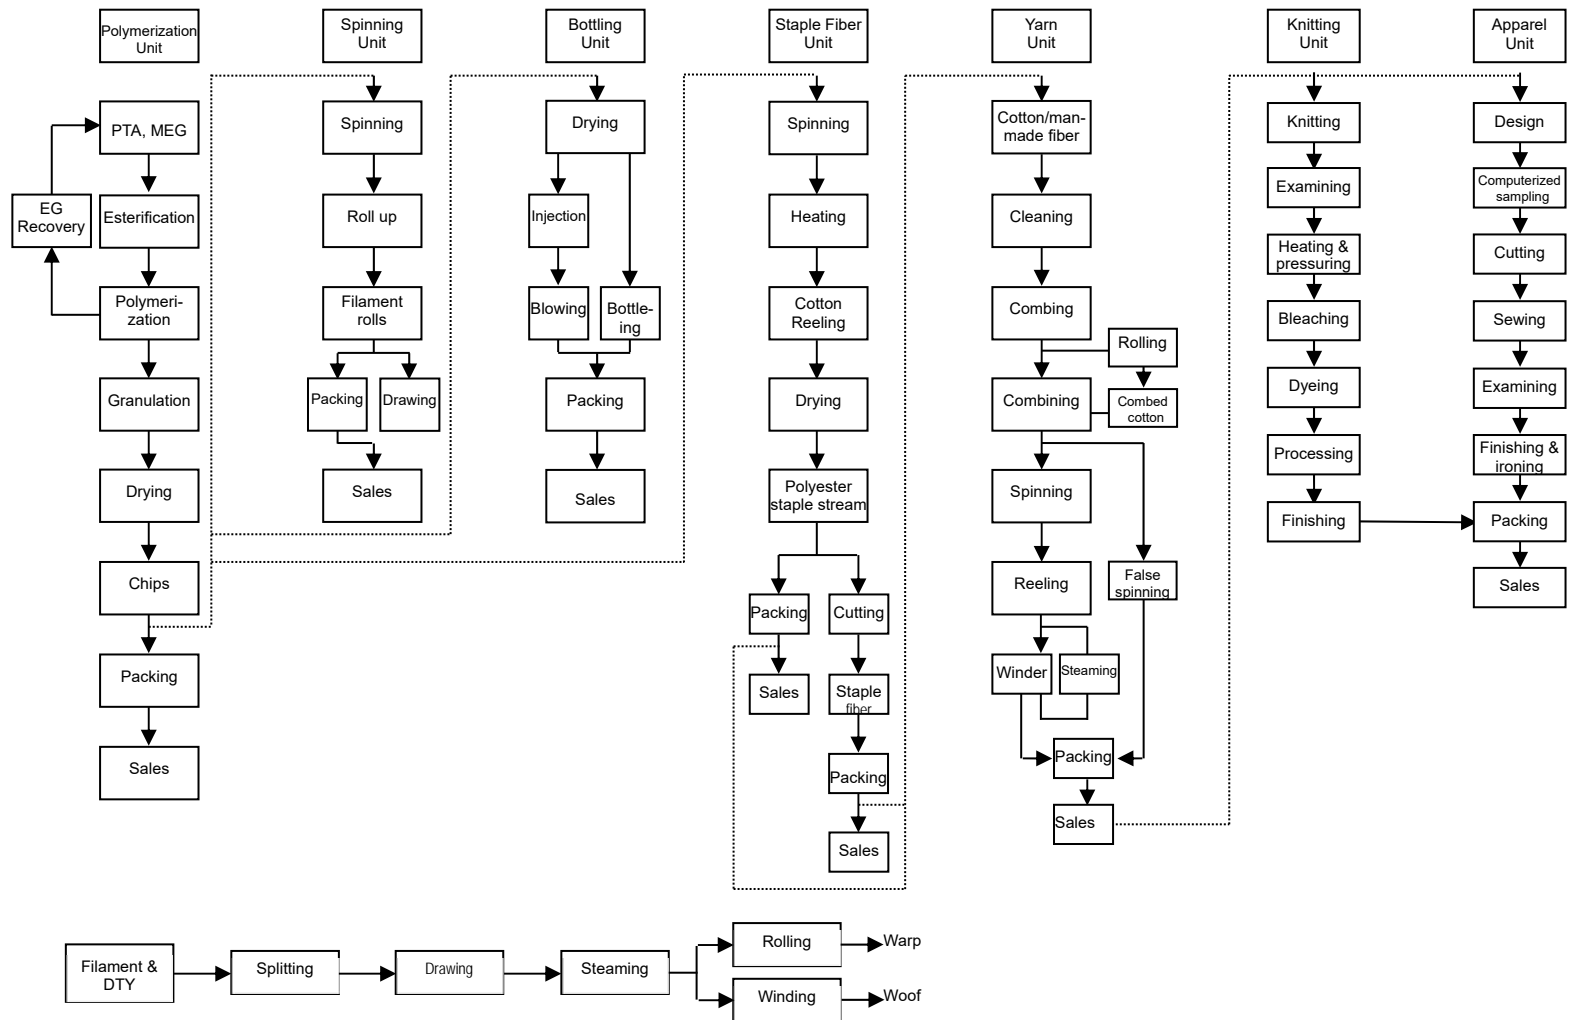 Polymerization
Unit
Spinning
Unit
Bottling
Unit
Staple Fiber
Unit
Yarn
Unit
Knitting
Unit
Apparel
Unit
PTA, MEG
EG
Recovery
Esterification
Polymeri-
zation
Granulation
Drying
Chips
Packing
Sales
Spinning
Roll up
Filament
rolls
Packing
Drawing
Sales
Drying
Injection
Blowing
Bottle-
ing
Packing
Sales
Spinning
Heating
Cotton
Reeling
Drying
Polyester
staple stream
Packing
Cutting
Sales
Staple
fiber
Packing
Sales
Cotton/man-
made fiber
Cleaning
Combing
Rolling
Combining
Combed
cotton
Spinning
Reeling
False
spinning
Winder
Steaming
Packing
Sales
Knitting
Examining
Heating &
pressuring
Bleaching
Dyeing
Processing
Finishing
Design
Computerized
sampling
Cutting
Sewing
Examining
Finishing &
ironing
Packing
Sales
Filament &
DTY
Splitting
Drawing
Steaming
Rolling
Warp
Winding
Woof